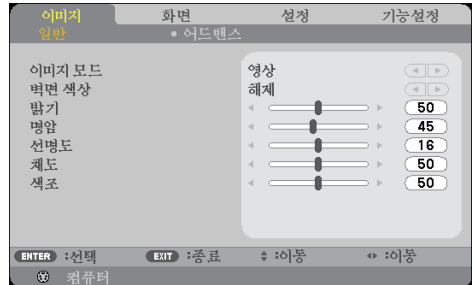 이미지 화면 설정 기능설정
일반 • 어드밴스
이미지 모드 영상
벽면 색상 해제
밝기 50
명암 45
선명도 16
채도 50
색조 50
ENTER :선택 EXIT :종료 :이동 :이동
컴퓨터